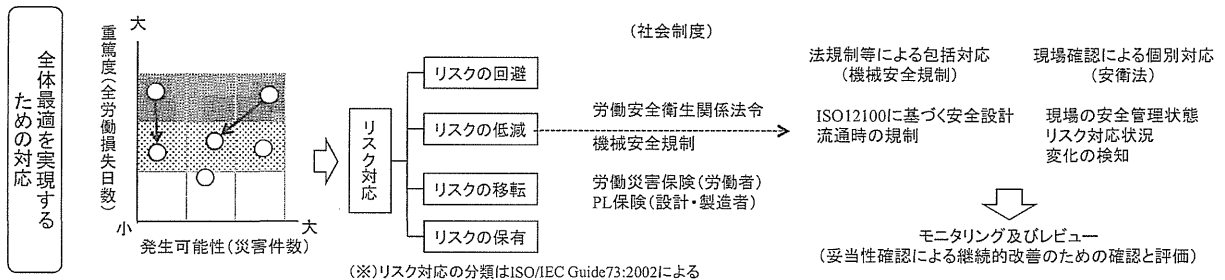 全体最適を実現する
ための対応
大
重篤度(全労働損失日数)
小
大
発生可能性(災害件数)
リスク対応
リスクの回避
リスクの低減
リスクの移転
リスクの保有
(社会制度)
労働安全衛生関係法令
機械安全規制
労働災害保険(労働者)
PL保険(設計・製造者)
法規制等による包括対応
(機械安全規制)
ISO12100に基づく安全設計
流通時の規制
現場確認による個別対応
(安衛法)
現場の安全管理状態
リスク対応状況
変化の検知
モニタリング及びレビュー
(妥当性確認による継続的改善のための確認と評価)
(※)リスク対応の分類はISO/IEC Guide73:2002による